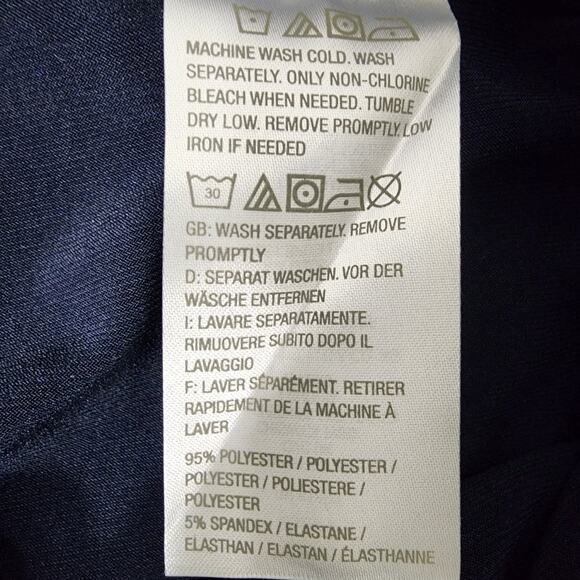 MACHINE WASH COLD. WASH
SEPARATELY. ONLY NON-CHLORINE
BLEACH WHEN NEEDED. TUMBLE
DRY LOW. REMOVE PROMPTLY. LOW
IRON IF NEEDED
30
GB: WASH SEPARATELY. REMOVE
PROMPTLY
D: SEPARAT WASCHEN. VOR DER
WÄSCHE ENTFERNEN
I: LAVARE SEPARATAMENTE.
RIMUOVERE SUBITO DOPO IL
LAVAGGIO
F: LAVER SÉPARÉMENT. RETIRER
RAPIDEMENT DE LA MACHINE À
LAVER
95% POLYESTER / POLYESTER /
POLYESTER / POLIESTERE /
POLYESTER
5% SPANDEX / ELASTANE /
ELASTHAN / ELASTAN / ÉLASTHANNE